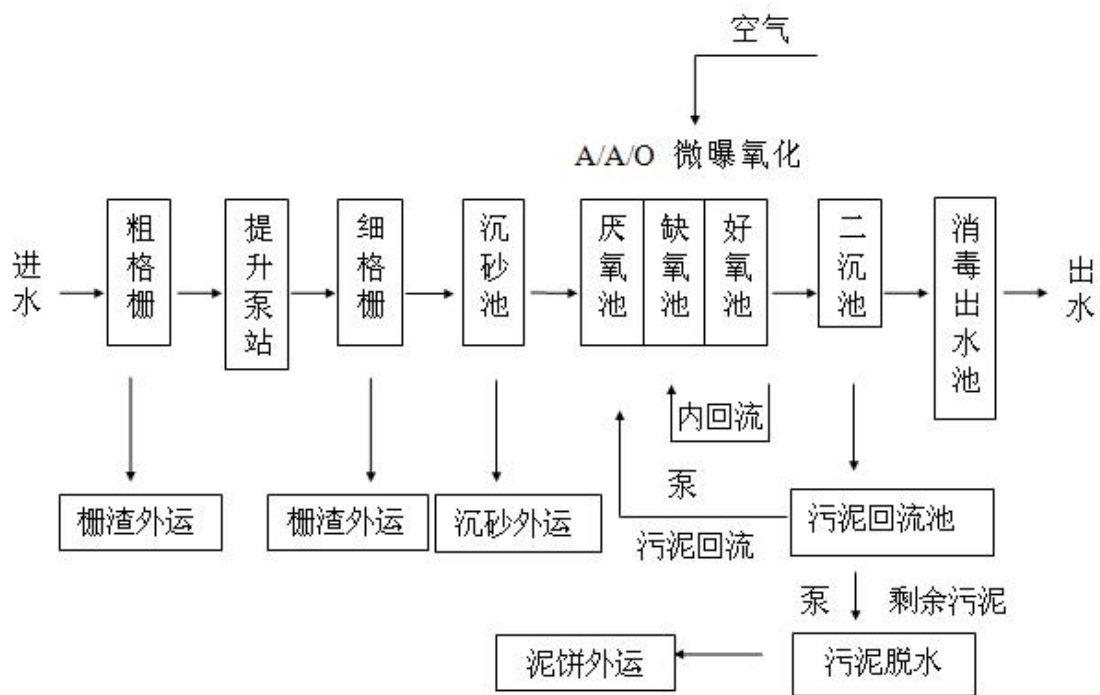 空气
A/A/O 微曝氧化
进水
粗格栅
提升泵站
细格栅
沉砂池
厌氧池
缺氧池
好氧池
二沉池
消毒出水池
出水
内回流
泵
污泥回流
栅渣外运
栅渣外运
沉砂外运
污泥回流池
泵
剩余污泥
泥饼外运
污泥脱水